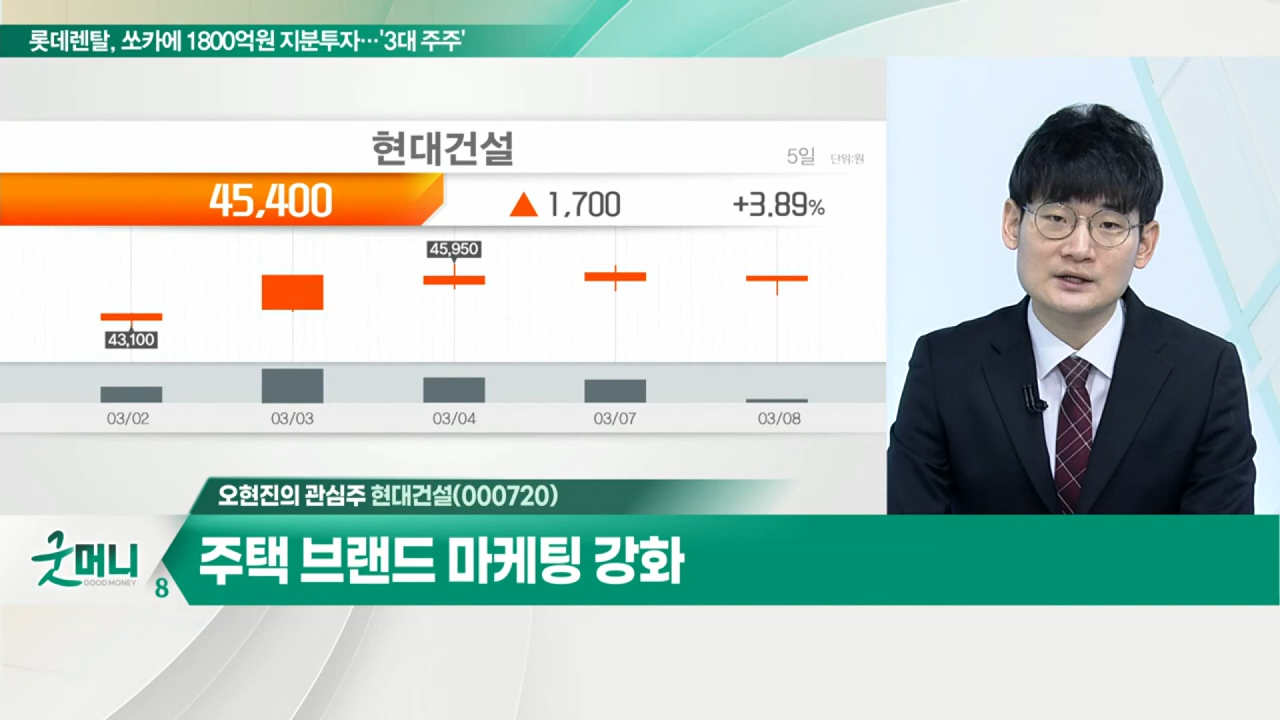 롯데렌탈, 쏘카에 1800억원 지분투자…'3대 주주'
현대건설
5일 단위:원
45,400 ▲ 1,700 +3.89%
45,950
43,100
03/02 03/03 03/04 03/07 03/08
오현진의 관심주 현대건설(000720)
주택 브랜드 마케팅 강화
굿머니
GOOD MONEY
8